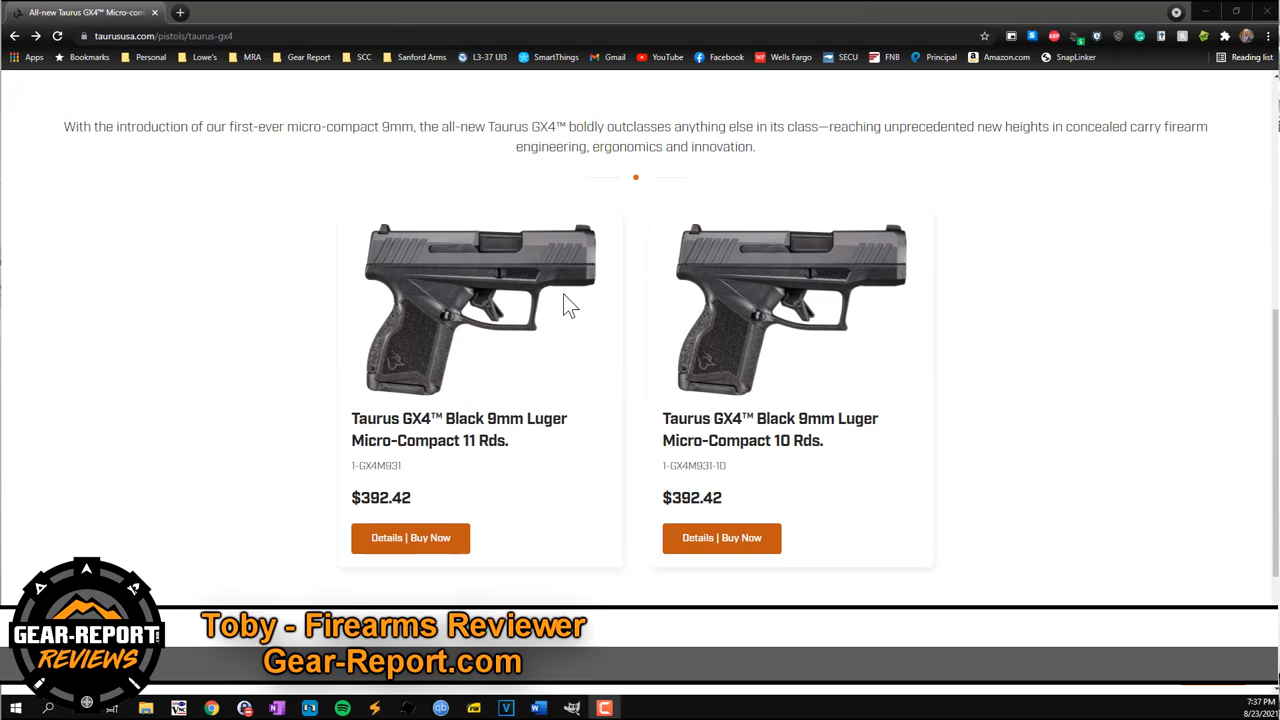 All-new Taurus GX4™ Micro-com
taurususa.com/pistols/taurus-gx4
Apps Bookmarks Personal Lowe's MRA Gear Report SCC Sanford Arms L3-37 UI3 SmartThings Gmail YouTube Facebook Wells Fargo SECU FNB Principal Amazon.com SnapLinker Reading list
With the introduction of our first-ever micro-compact 9mm, the all-new Taurus GX4™ boldly outclasses anything else in its class—reaching unprecedented new heights in concealed carry firearm
engineering, ergonomics and innovation.
Taurus GX4™ Black 9mm Luger
Micro-Compact 11 Rds.
1-GX4M931
$392.42
Details | Buy Now
Taurus GX4™ Black 9mm Luger
Micro-Compact 10 Rds.
1-GX4M931-10
$392.42
Details | Buy Now
GEAR-REPORT
REVIEWS
Toby - Firearms Reviewer
Gear-Report.com
7:37 PM
8/23/2021